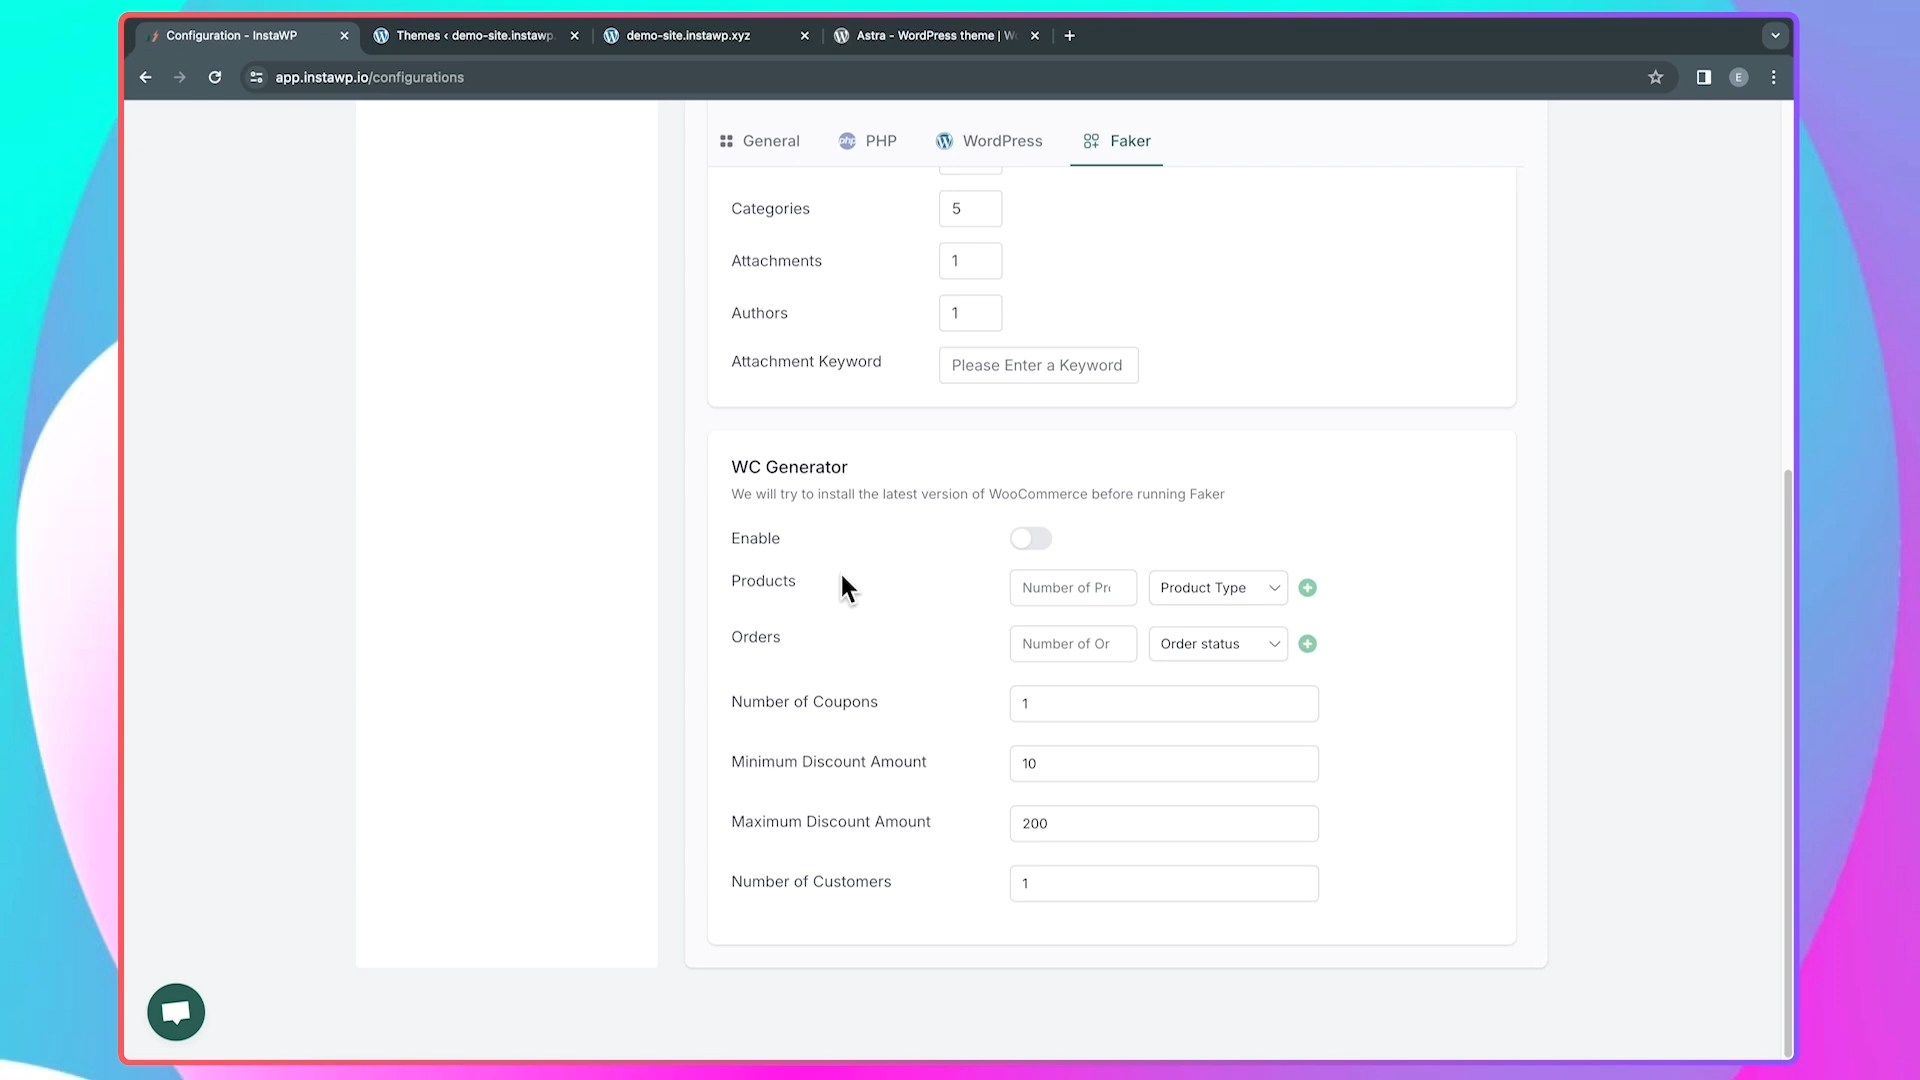 Configuration - InstaWP
Themes ‹ demo-site.instawp.
demo-site.instawp.xyz
Astra - WordPress theme | W
app.instawp.io/configurations
E
General
php PHP
WordPress
Faker
Categories
5
Attachments
1
Authors
1
Attachment Keyword
Please Enter a Keyword
WC Generator
We will try to install the latest version of WooCommerce before running Faker
Enable
Products
Number of Pr
Product Type
Orders
Number of Or
Order status
Number of Coupons
1
Minimum Discount Amount
10
Maximum Discount Amount
200
Number of Customers
1